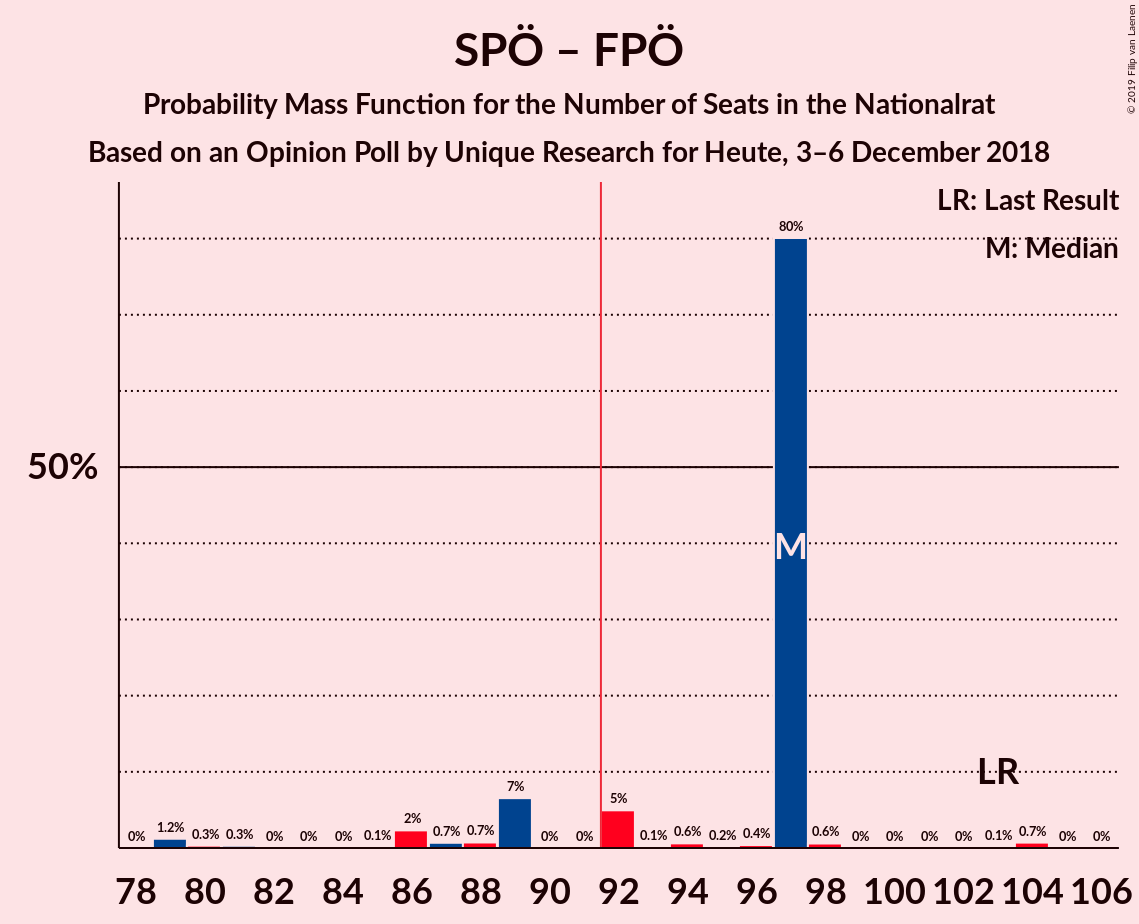 SPÖ – FPÖ
Probability Mass Function for the Number of Seats in the Nationalrat
Based on an Opinion Poll by Unique Research for Heute, 3–6 December 2018
© 2019 Filip van Laenen
LR: Last Result
M: Median
50%
0% 1.2% 0.3% 0.3% 0% 0% 0% 0.1% 2% 0.7% 0.7% 7% 0% 0% 5% 0.1% 0.6% 0.2% 0.4% 80% 0.6% 0% 0% 0% 0% 0.1% 0.7% 0% 0%
M
LR
78 80 82 84 86 88 90 92 94 96 98 100 102 104 106